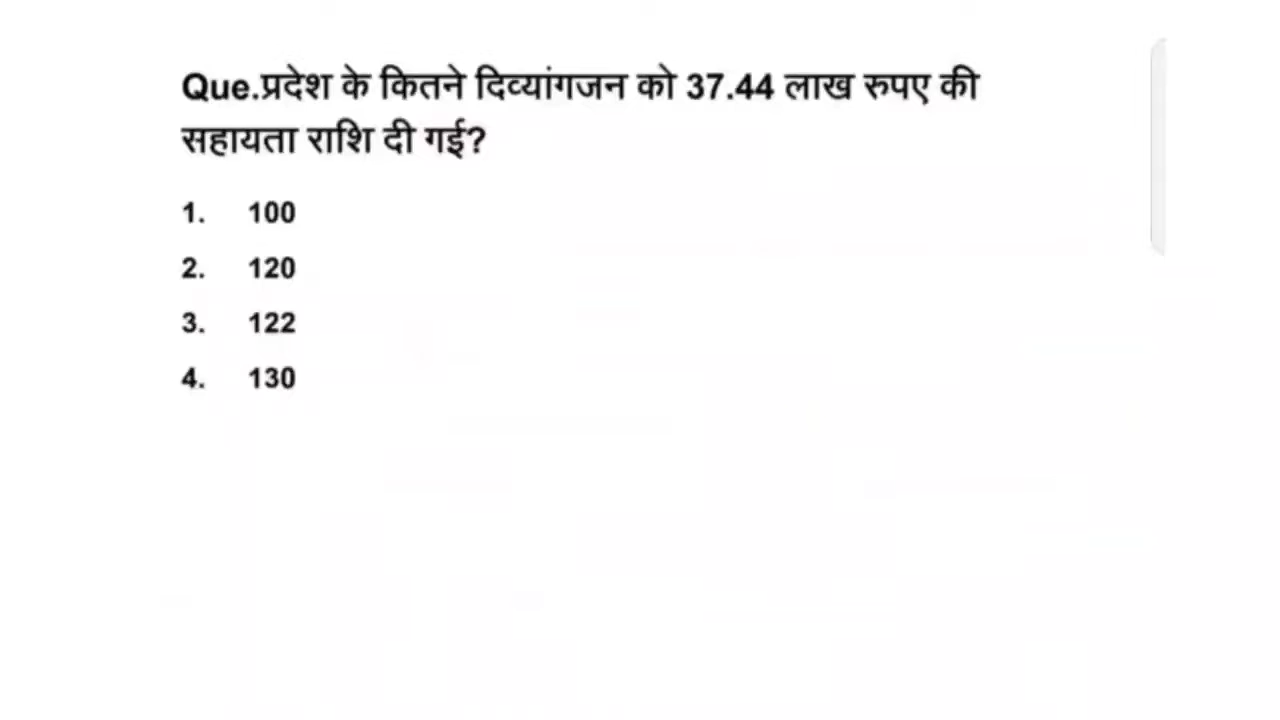 Que.प्रदेश के कितने दिव्यांगजन को 37.44 लाख रुपए की
सहायता राशि दी गई?
1. 100
2. 120
3. 122
4. 130